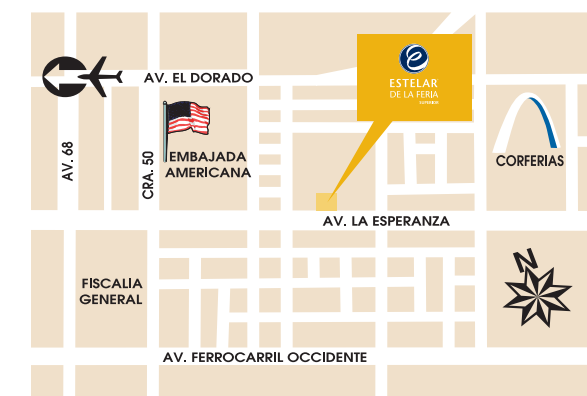 AV. EL DORADO
ESTELAR
DE LA FERIA
AV. 68
CRA. 50
EMBAJADA
AMERICANA
CORFERIAS
AV. LA ESPERANZA
FISCALIA
GENERAL
N
AV. FERROCARRIL OCCIDENTE